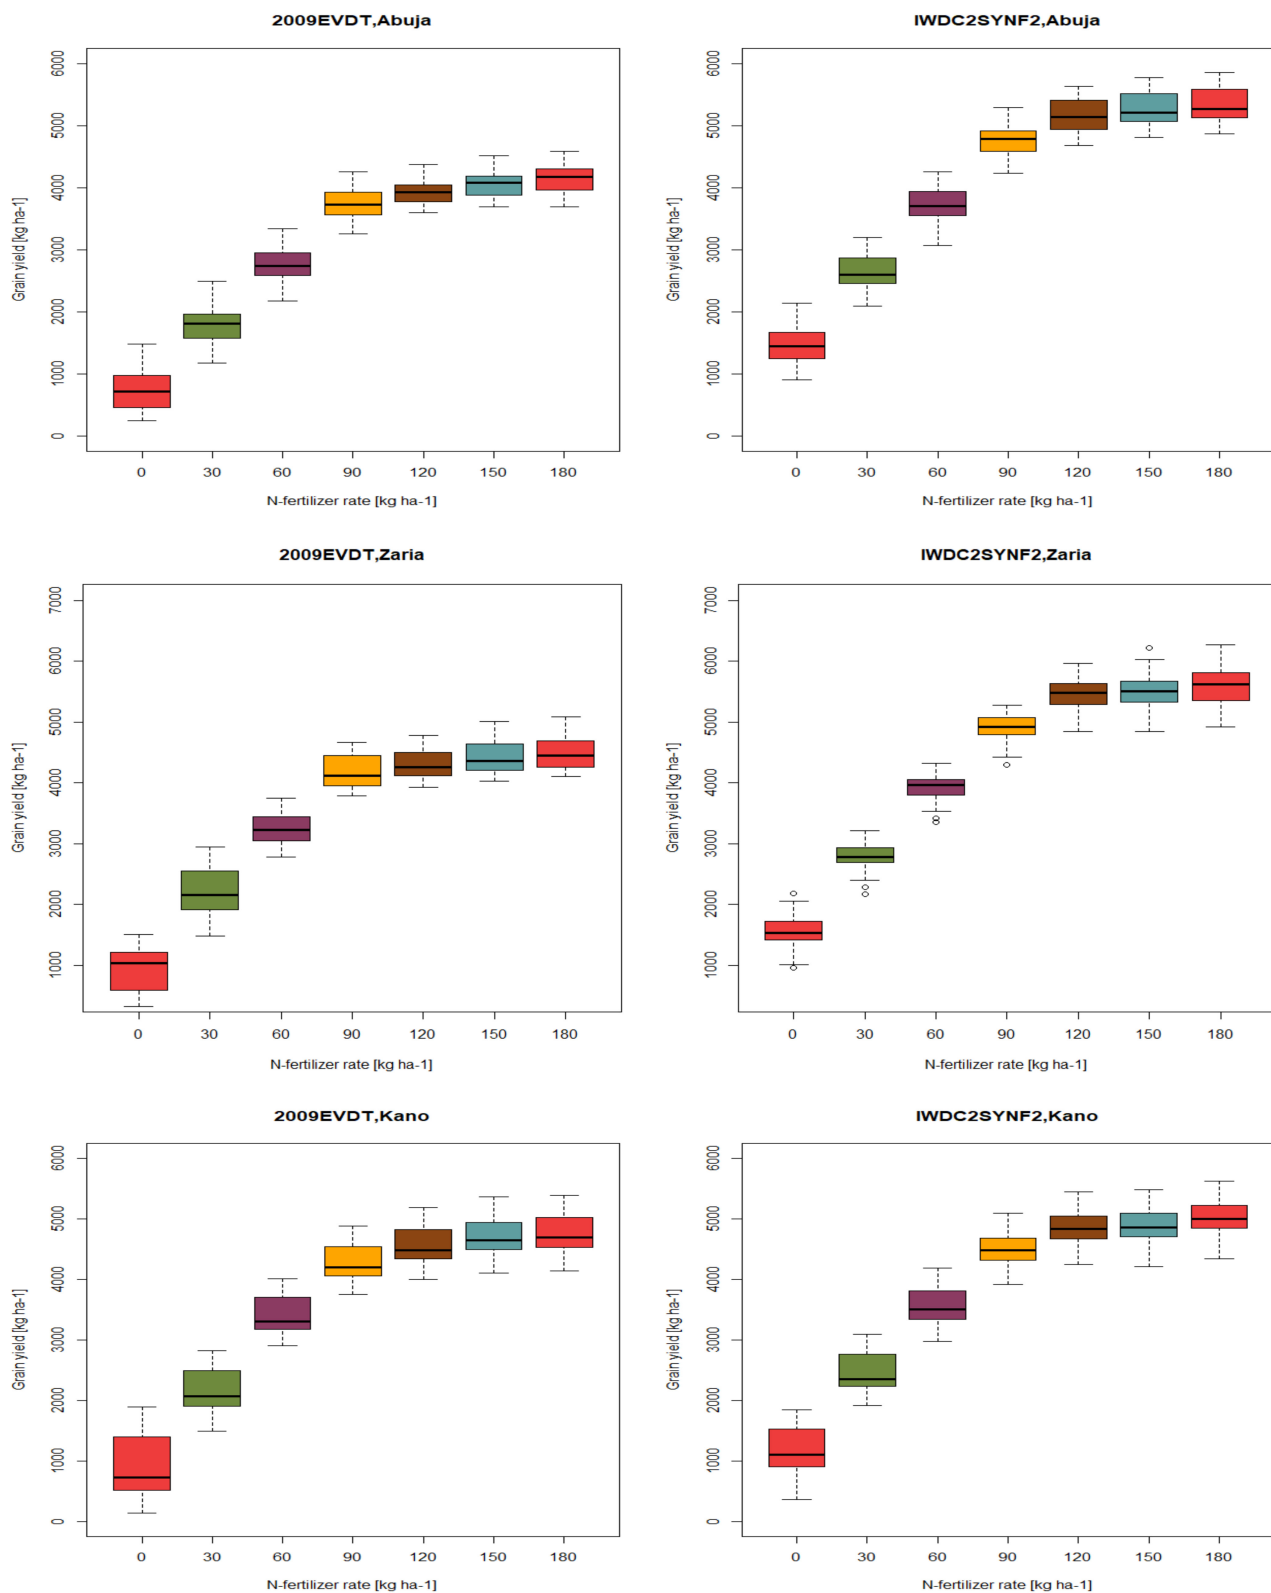 2009EVDT,Abuja
Grain yield [kg ha-1]
6000
5000
4000
3000
2000
1000
0
0 30 60 90 120 150 180
N-fertilizer rate [kg ha-1]
IWDC2SYNF2,Abuja
Grain yield [kg ha-1]
6000
5000
4000
3000
2000
1000
0
0 30 60 90 120 150 180
N-fertilizer rate [kg ha-1]
2009EVDT,Zaria
Grain yield [kg ha-1]
7000
6000
5000
4000
3000
2000
1000
0 30 60 90 120 150 180
N-fertilizer rate [kg ha-1]
IWDC2SYNF2,Zaria
Grain yield [kg ha-1]
7000
6000
5000
4000
3000
2000
1000
0 30 60 90 120 150 180
N-fertilizer rate [kg ha-1]
2009EVDT,Kano
Grain yield [kg ha-1]
6000
5000
4000
3000
2000
1000
0
0 30 60 90 120 150 180
N-fertilizer rate [kg ha-1]
IWDC2SYNF2,Kano
Grain yield [kg ha-1]
6000
5000
4000
3000
2000
1000
0
0 30 60 90 120 150 180
N-fertilizer rate [kg ha-1]